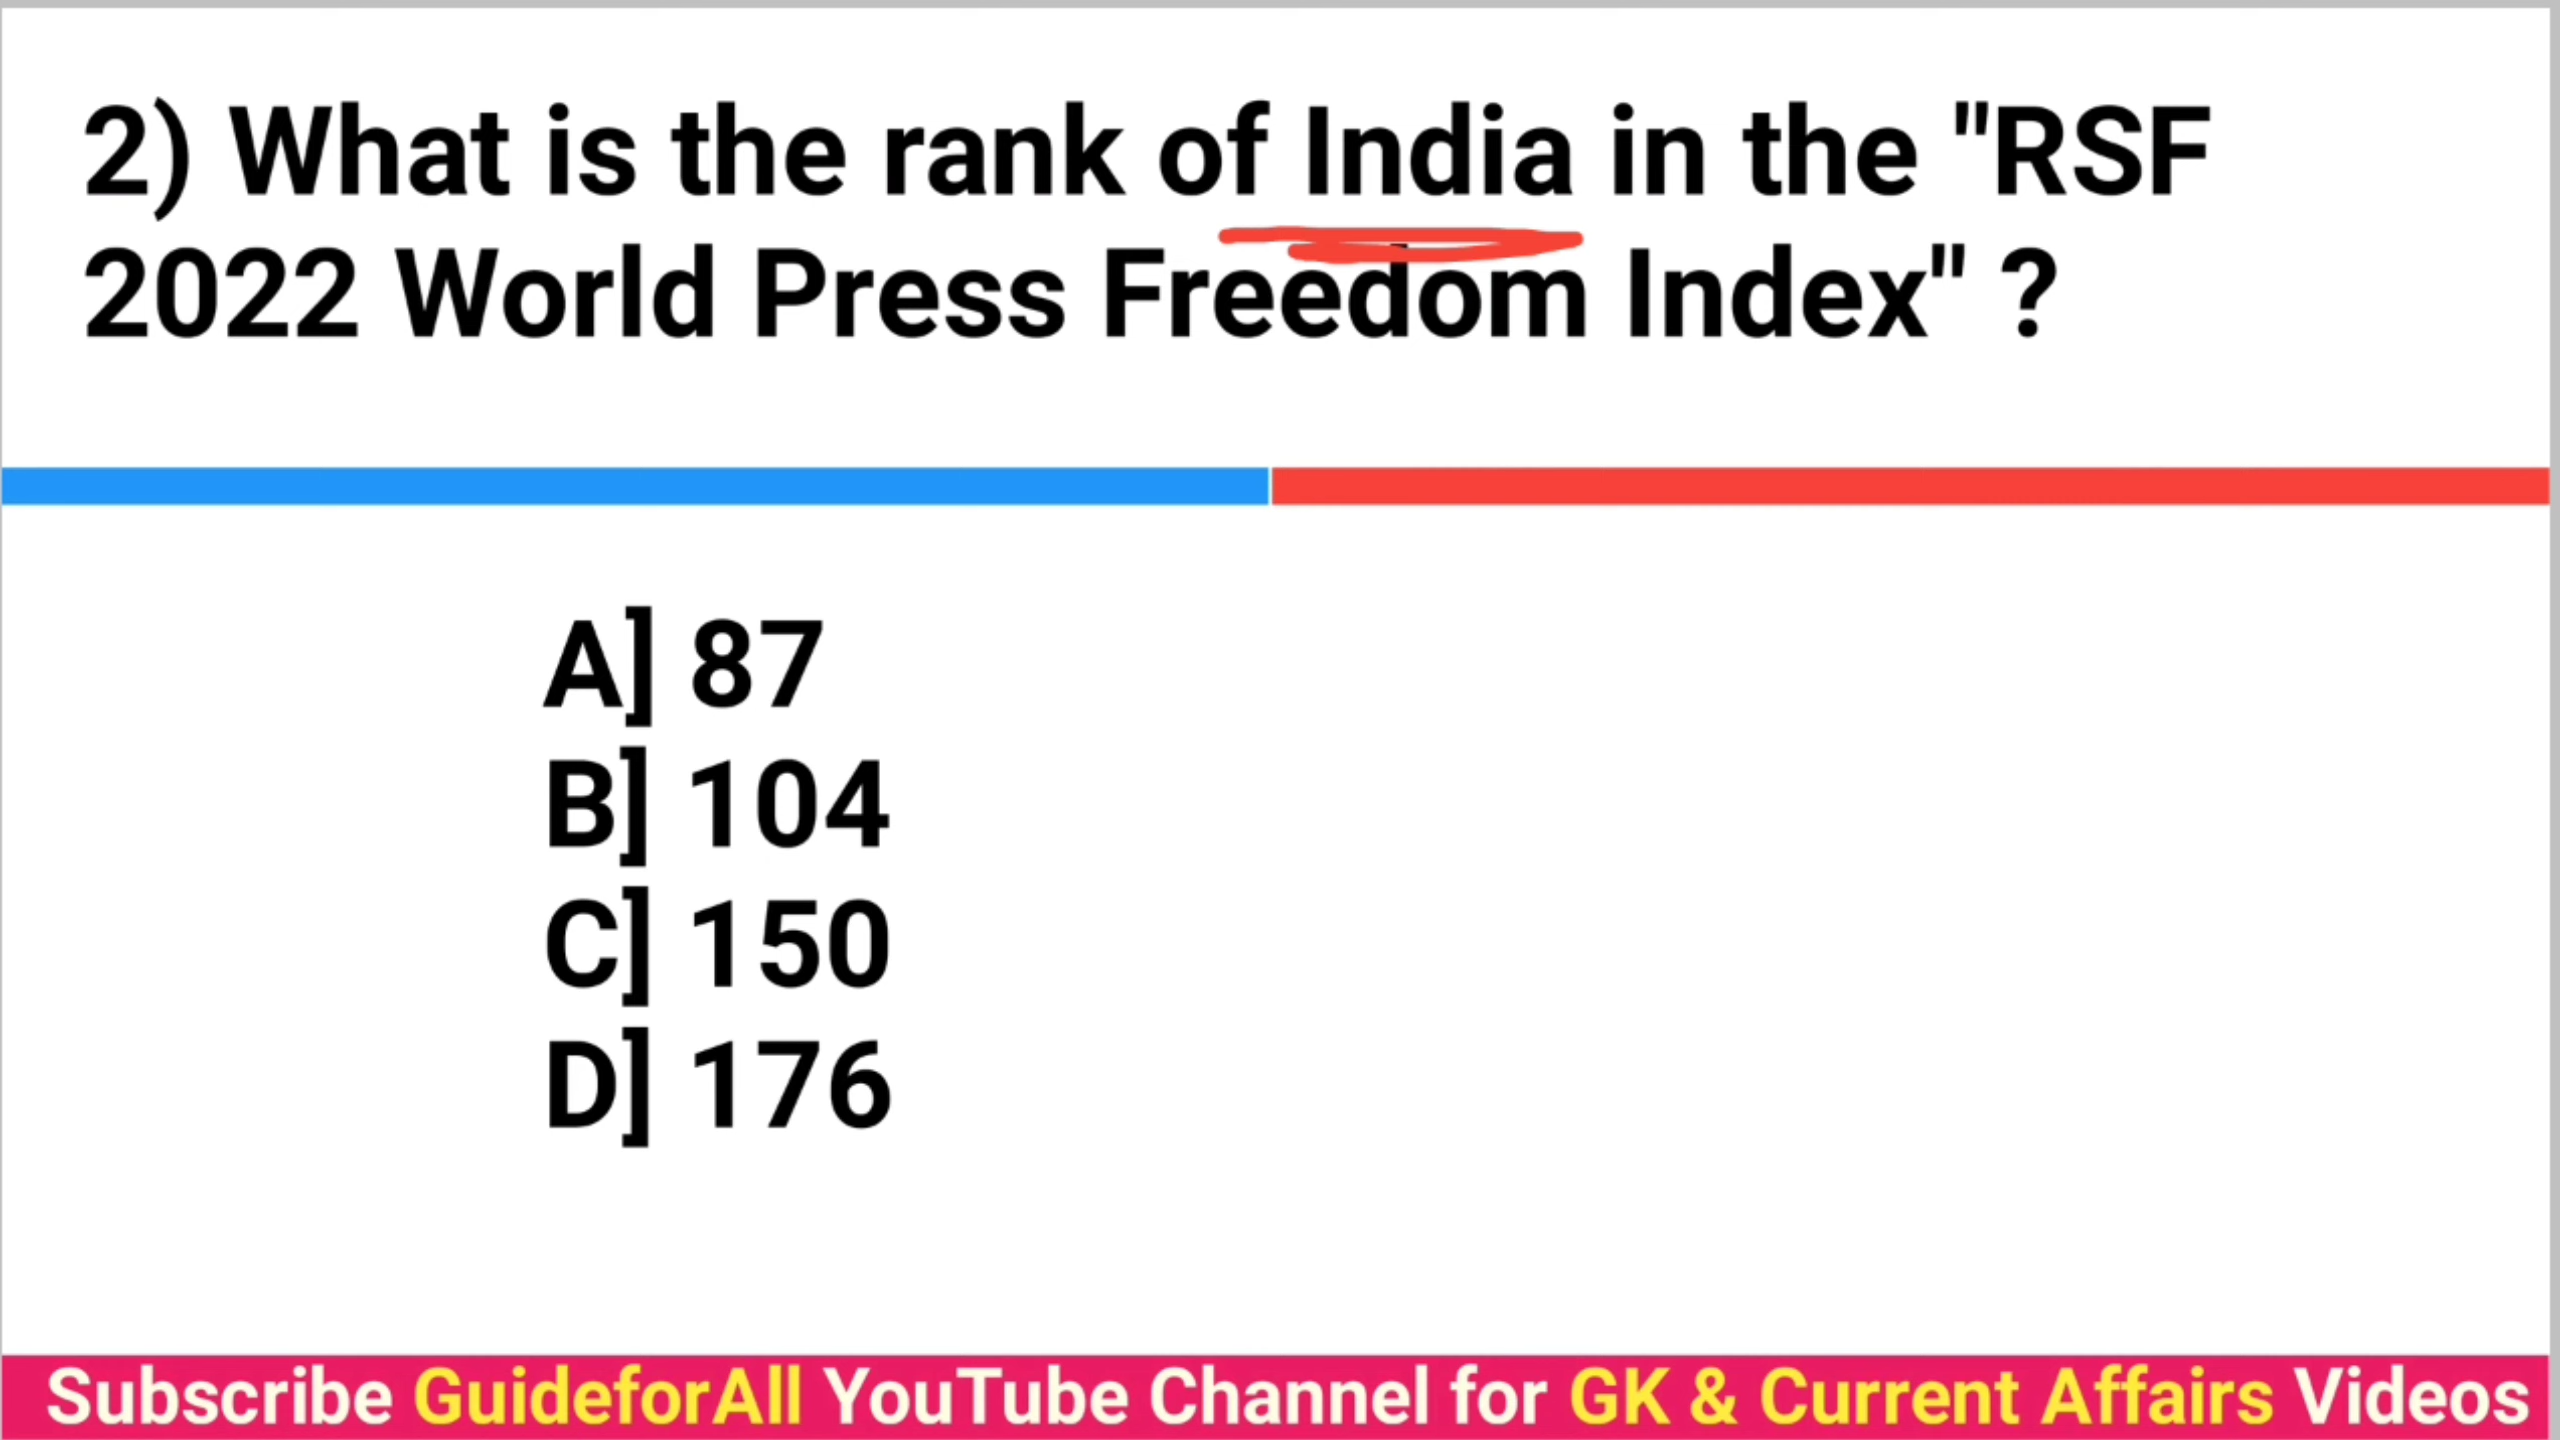 2) What is the rank of India in the "RSF
2022 World Press Freedom Index" ?
A] 87
B] 104
C] 150
D] 176
Subscribe GuideforAll YouTube Channel for GK & Current Affairs Videos